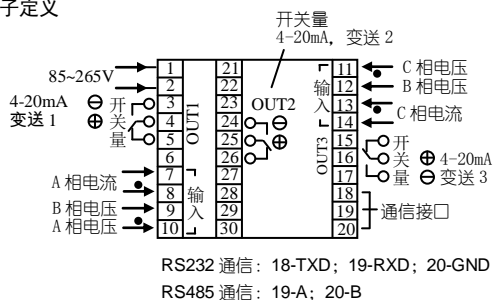 子定义
开关量
4-20mA，变送 2
85~265V
4-20mA ⊖ 开
变送 1 ⊕ 关
量
A 相电流
B 相电压
A 相电压
1 21
2 22
3 23
4 24
5 25
6 26
7 27
8 28
9 29
10 30
OUT1
输入
OUT2
⊖
⊕
输入
OUT3
11
12
13
14
15
16
17
18
19
20
C 相电压
B 相电压
C 相电流
开
关 ⊕ 4-20mA
量 ⊖ 变送 3
通信接口
RS232 通信：18-TXD；19-RXD；20-GND
RS485 通信：19-A；20-B